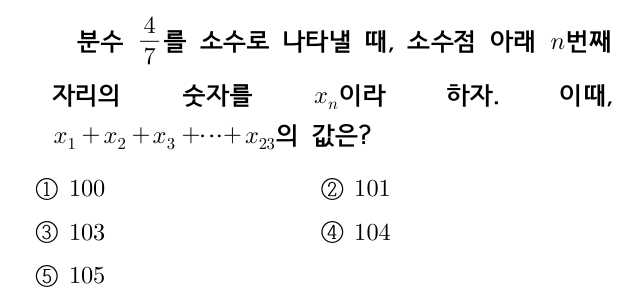 분수 $\frac{4}{7}$를 소수로 나타낼 때, 소수점 아래 $n$번째
자리의 숫자를 $x_n$이라 하자. 이때,
$x_1 + x_2 + x_3 + \cdots + x_{23}$의 값은?
① 100 ② 101
③ 103 ④ 104
⑤ 105